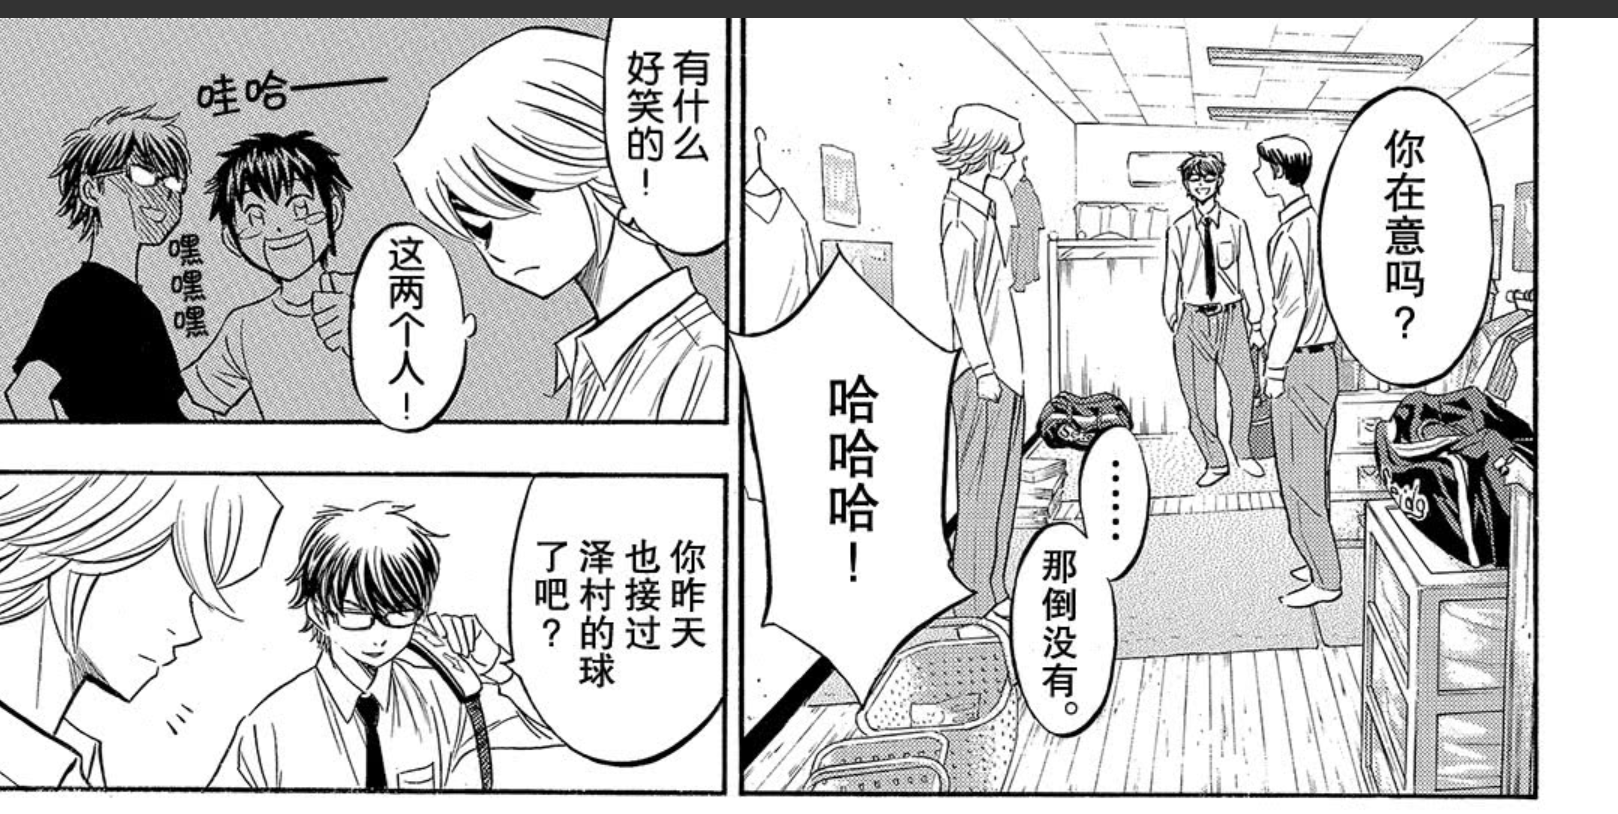 你在意吗？
……
那倒没有。
哈哈哈！
有什么
好笑的！
哇哈——
这两个人！
嘿嘿嘿
你昨天
也接过
泽村的球
了吧？